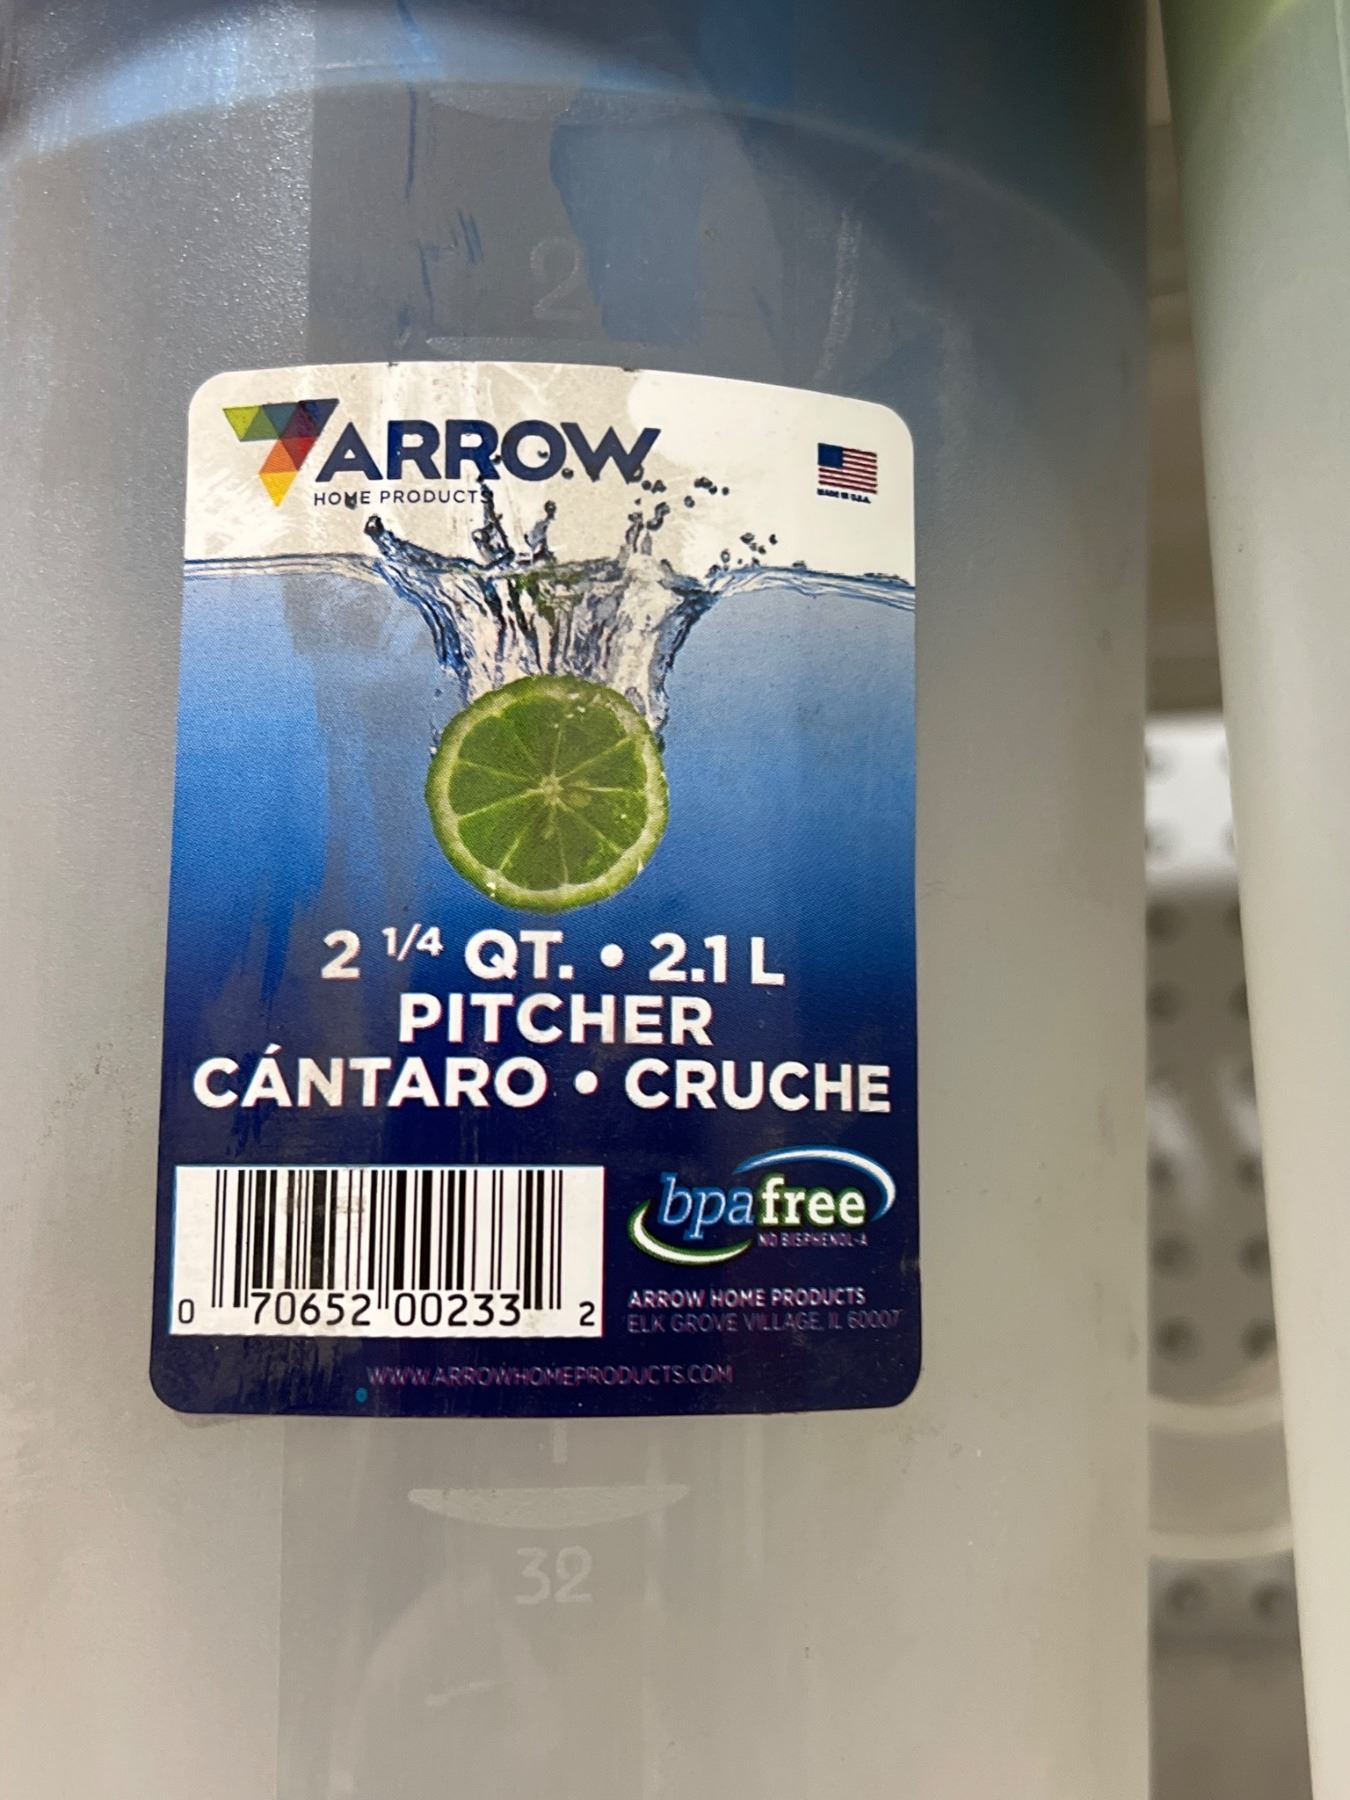 2
ARROW
HOME PRODUCTS
MADE IN U.S.A.
2 1/4 QT. • 2.1 L
PITCHER
CÁNTARO • CRUCHE
bpafree
NO BISPHENOL-A
0 70652 00233 2
ARROW HOME PRODUCTS
ELK GROVE VILLAGE, IL 60007
WWW.ARROWHOMEPRODUCTS.COM
1
32